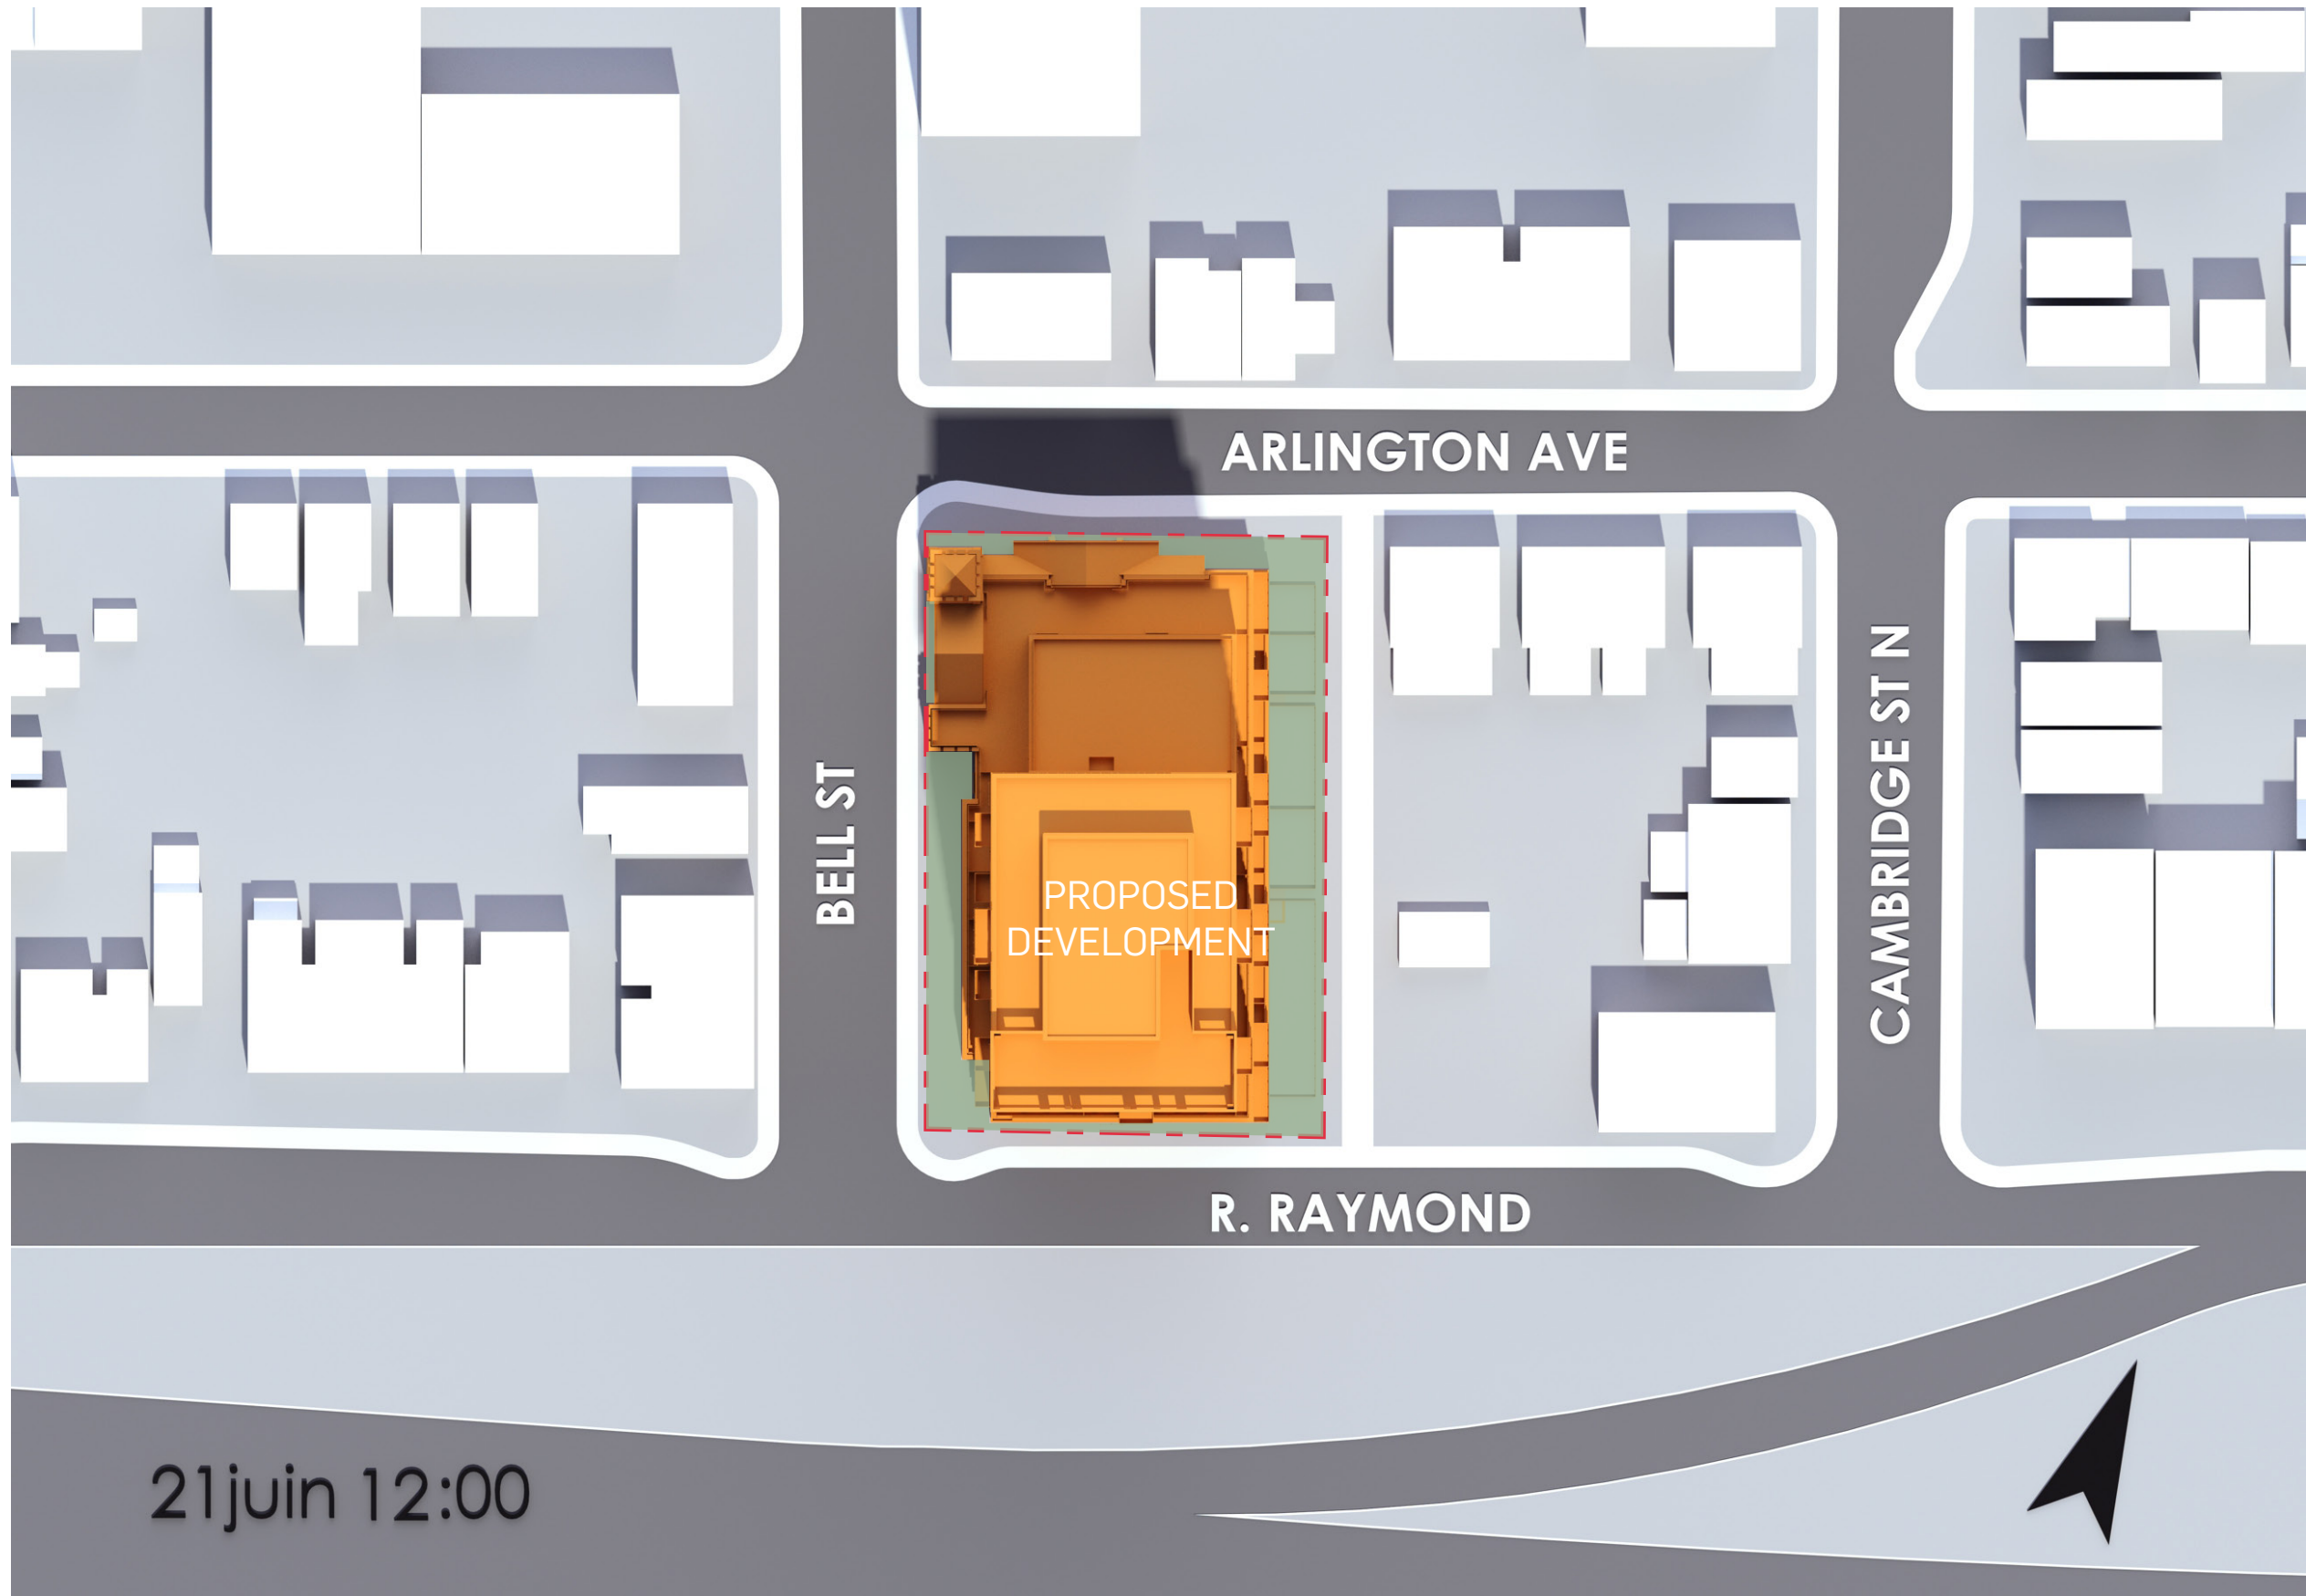 ARLINGTON AVE
BELL ST
CAMBRIDGE ST N
PROPOSED
DEVELOPMENT
R. RAYMOND
21juin 12:00